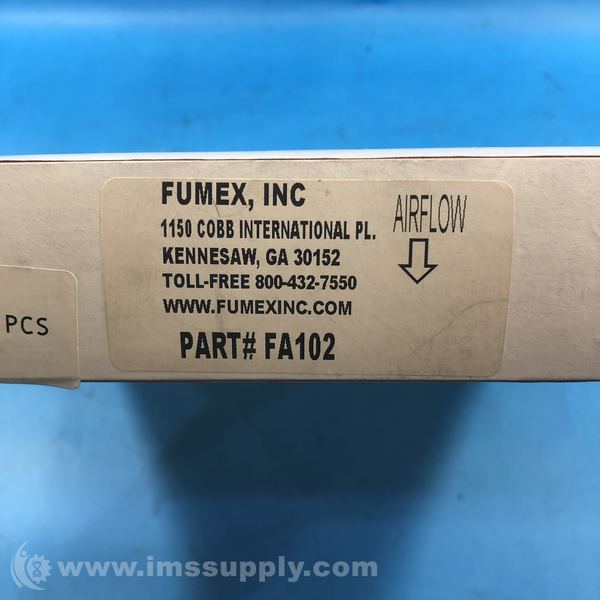 FUMEX, INC
1150 COBB INTERNATIONAL PL.
KENNESAW, GA 30152
TOLL-FREE 800-432-7550
WWW.FUMEXINC.COM
PART# FA102
AIRFLOW
PCS
www.imssupply.com